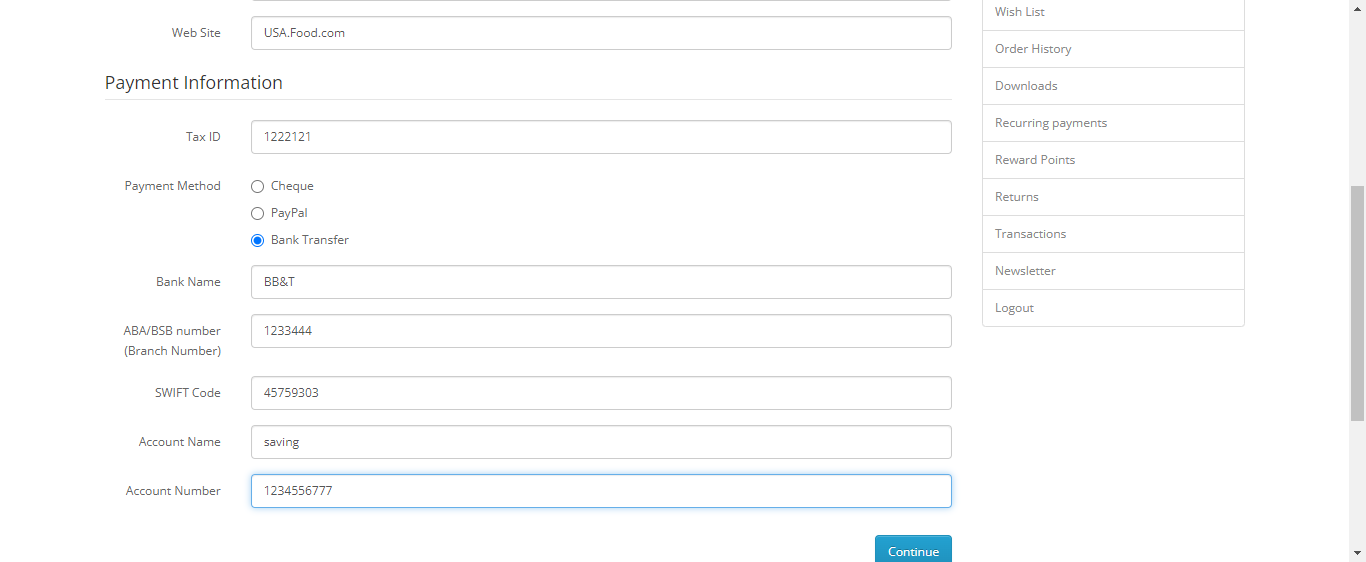 Web Site
USA.Food.com
Payment Information
Tax ID
1222121
Payment Method
Cheque
PayPal
Bank Transfer
Bank Name
BB&T
ABA/BSB number
(Branch Number)
1233444
SWIFT Code
45759303
Account Name
saving
Account Number
1234556777
Continue
Wish List
Order History
Downloads
Recurring payments
Reward Points
Returns
Transactions
Newsletter
Logout